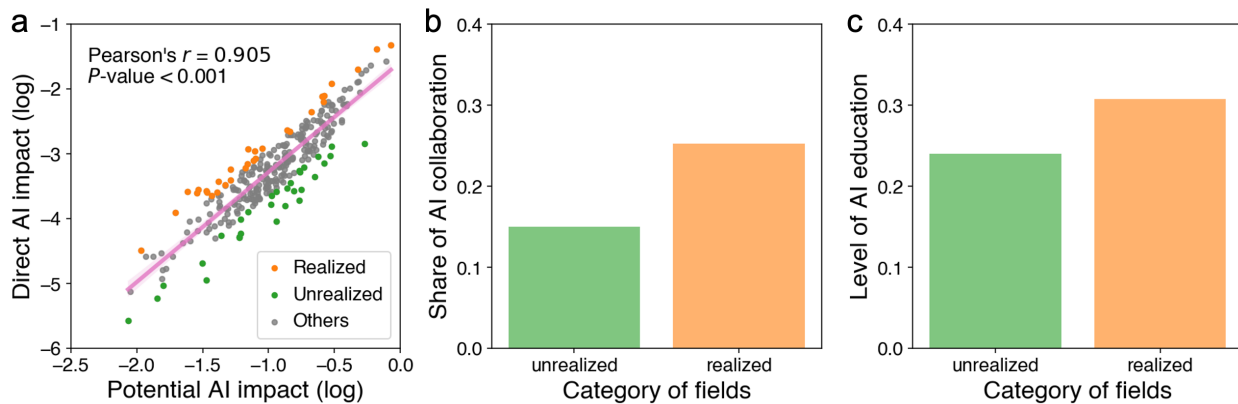 a
Pearson's r = 0.905
P-value < 0.001
Direct AI impact (log)
−1
−2
−3
−4
−5
−6
Realized
Unrealized
Others
−2.5 −2.0 −1.5 −1.0 −0.5 0.0
Potential AI impact (log)
b
Share of AI collaboration
0.4
0.3
0.2
0.1
0.0
unrealized realized
Category of fields
c
Level of AI education
0.4
0.3
0.2
0.1
0.0
unrealized realized
Category of fields